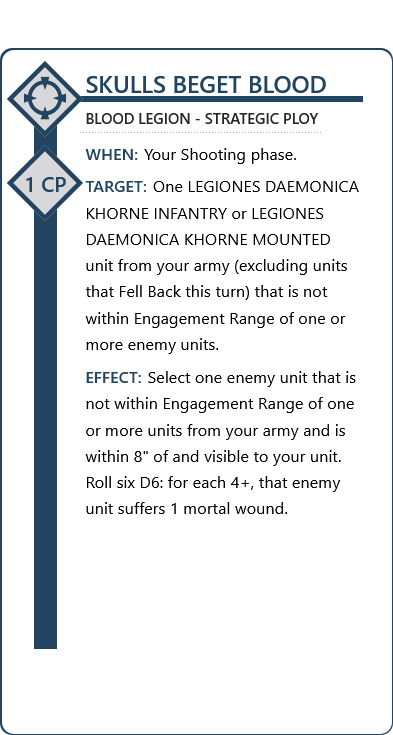 SKULLS BEGET BLOOD
BLOOD LEGION - STRATEGIC PLOY
WHEN: Your Shooting phase.
1 CP
TARGET: One LEGIONES DAEMONICA
KHORNE INFANTRY or LEGIONES
DAEMONICA KHORNE MOUNTED
unit from your army (excluding units
that Fell Back this turn) that is not
within Engagement Range of one or
more enemy units.
EFFECT: Select one enemy unit that is
not within Engagement Range of one
or more units from your army and is
within 8" of and visible to your unit.
Roll six D6: for each 4+, that enemy
unit suffers 1 mortal wound.